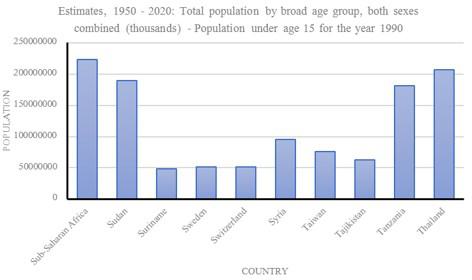 Estimates, 1950 - 2020: Total population by broad age group, both sexes
combined (thousands) - Population under age 15 for the year 1990
250000000
200000000
150000000
100000000
50000000
0
POPULATION
Sub-Saharan Africa
Sudan
Suriname
Sweden
Switzerland
Syria
Taiwan
Tajikistan
Tanzania
Thailand
COUNTRY